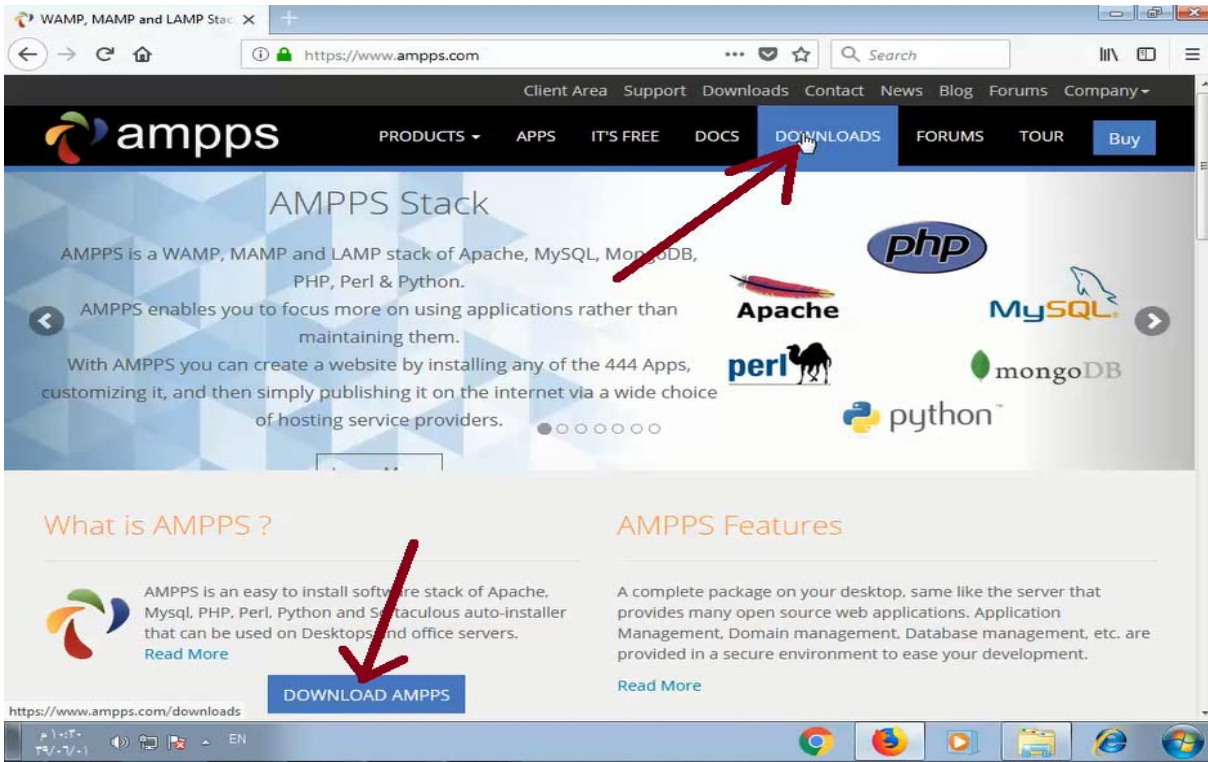 WAMP, MAMP and LAMP Stac
https://www.ampps.com
Search
Client Area Support Downloads Contact News Blog Forums Company
ampps
PRODUCTS APPS IT'S FREE DOCS DOWNLOADS FORUMS TOUR Buy
AMPPS Stack
AMPPS is a WAMP, MAMP and LAMP stack of Apache, MySQL, MongoDB,
PHP, Perl & Python.
AMPPS enables you to focus more on using applications rather than
maintaining them.
With AMPPS you can create a website by installing any of the 444 Apps,
customizing it, and then simply publishing it on the internet via a wide choice
of hosting service providers.
php
Apache
MySQL
perl
mongoDB
python
What is AMPPS ?
AMPPS is an easy to install software stack of Apache,
Mysql, PHP, Perl, Python and Softaculous auto-installer
that can be used on Desktops and office servers.
Read More
DOWNLOAD AMPPS
AMPPS Features
A complete package on your desktop, same like the server that
provides many open source web applications. Application
Management, Domain management, Database management, etc. are
provided in a secure environment to ease your development.
Read More
https://www.ampps.com/downloads
EN